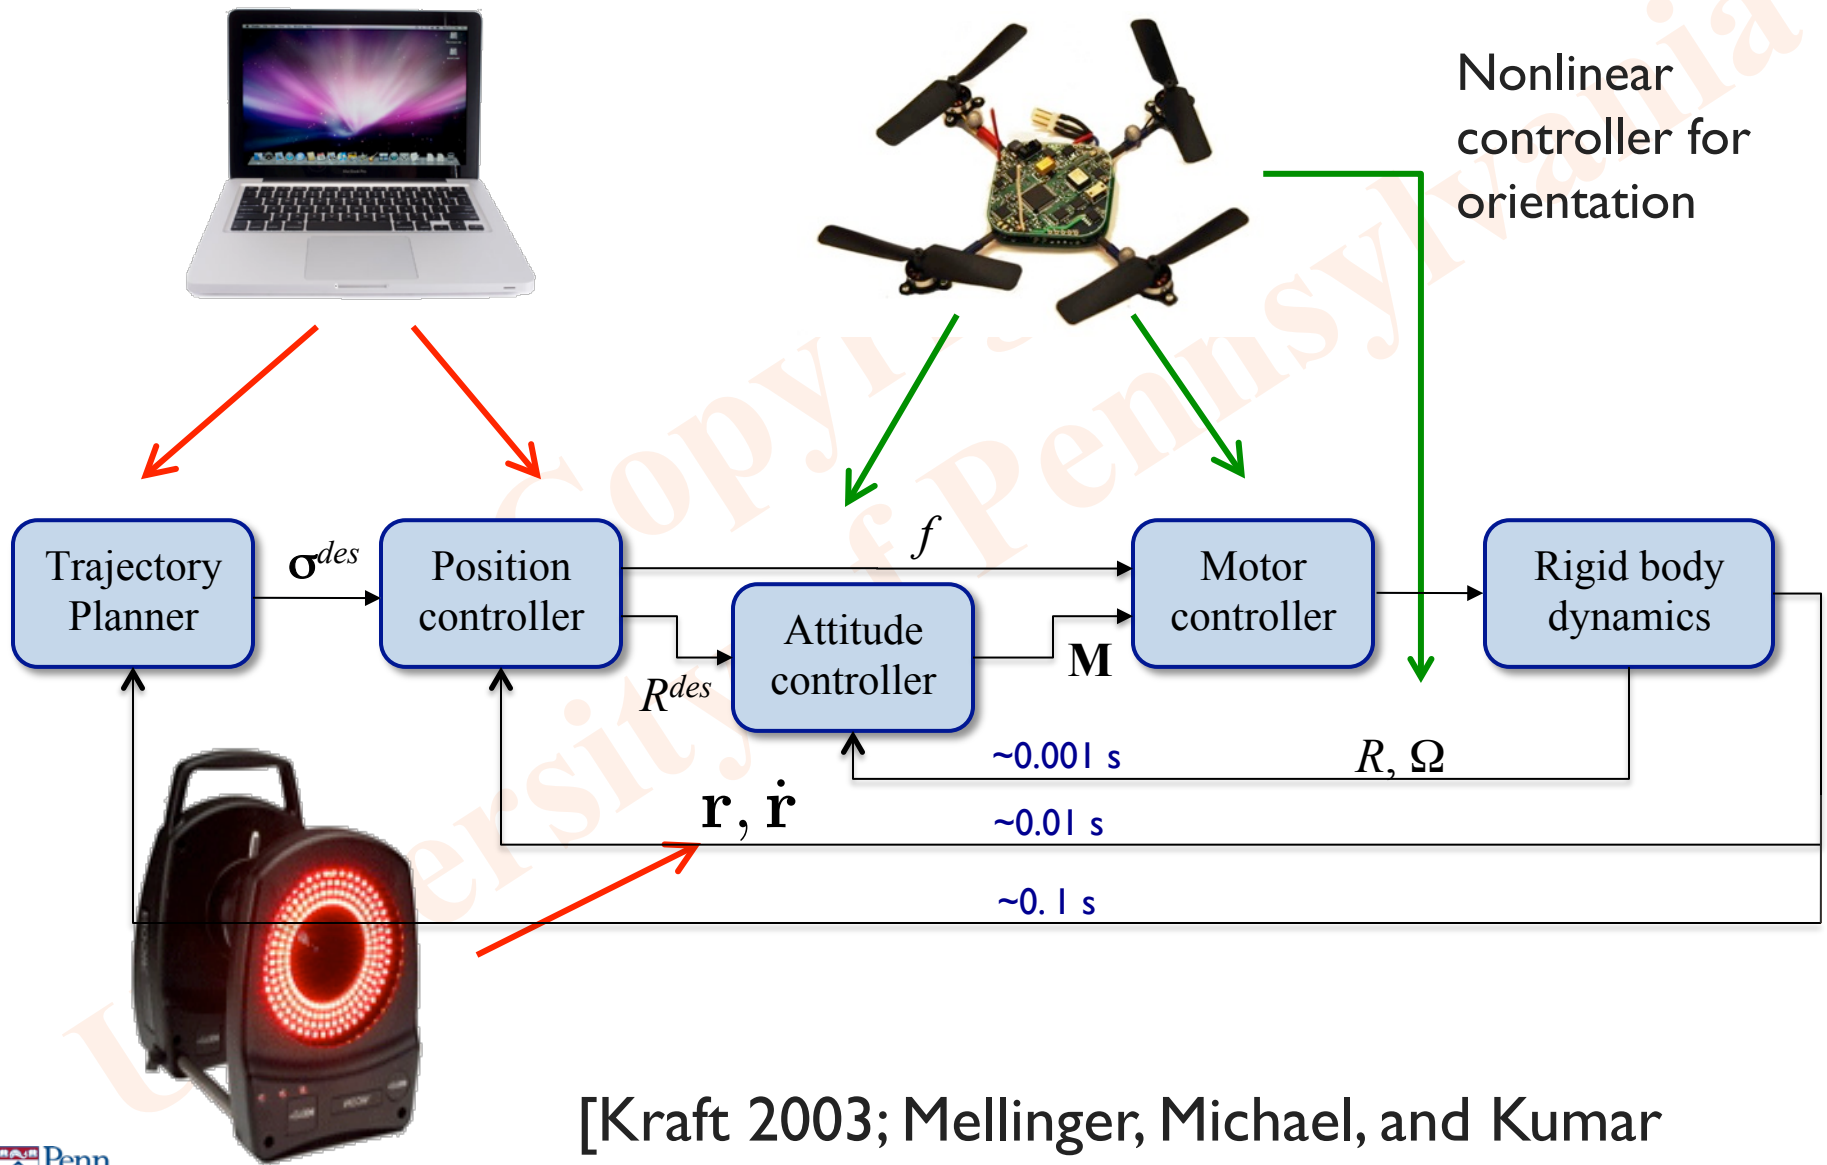 Nonlinear
controller for
orientation
Trajectory
Planner
σ^des
Position
controller
f
R^des
Attitude
controller
M
Motor
controller
Rigid body
dynamics
~0.001 s
R, Ω
r, ṙ
~0.01 s
~0.1 s
[Kraft 2003; Mellinger, Michael, and Kumar
Penn